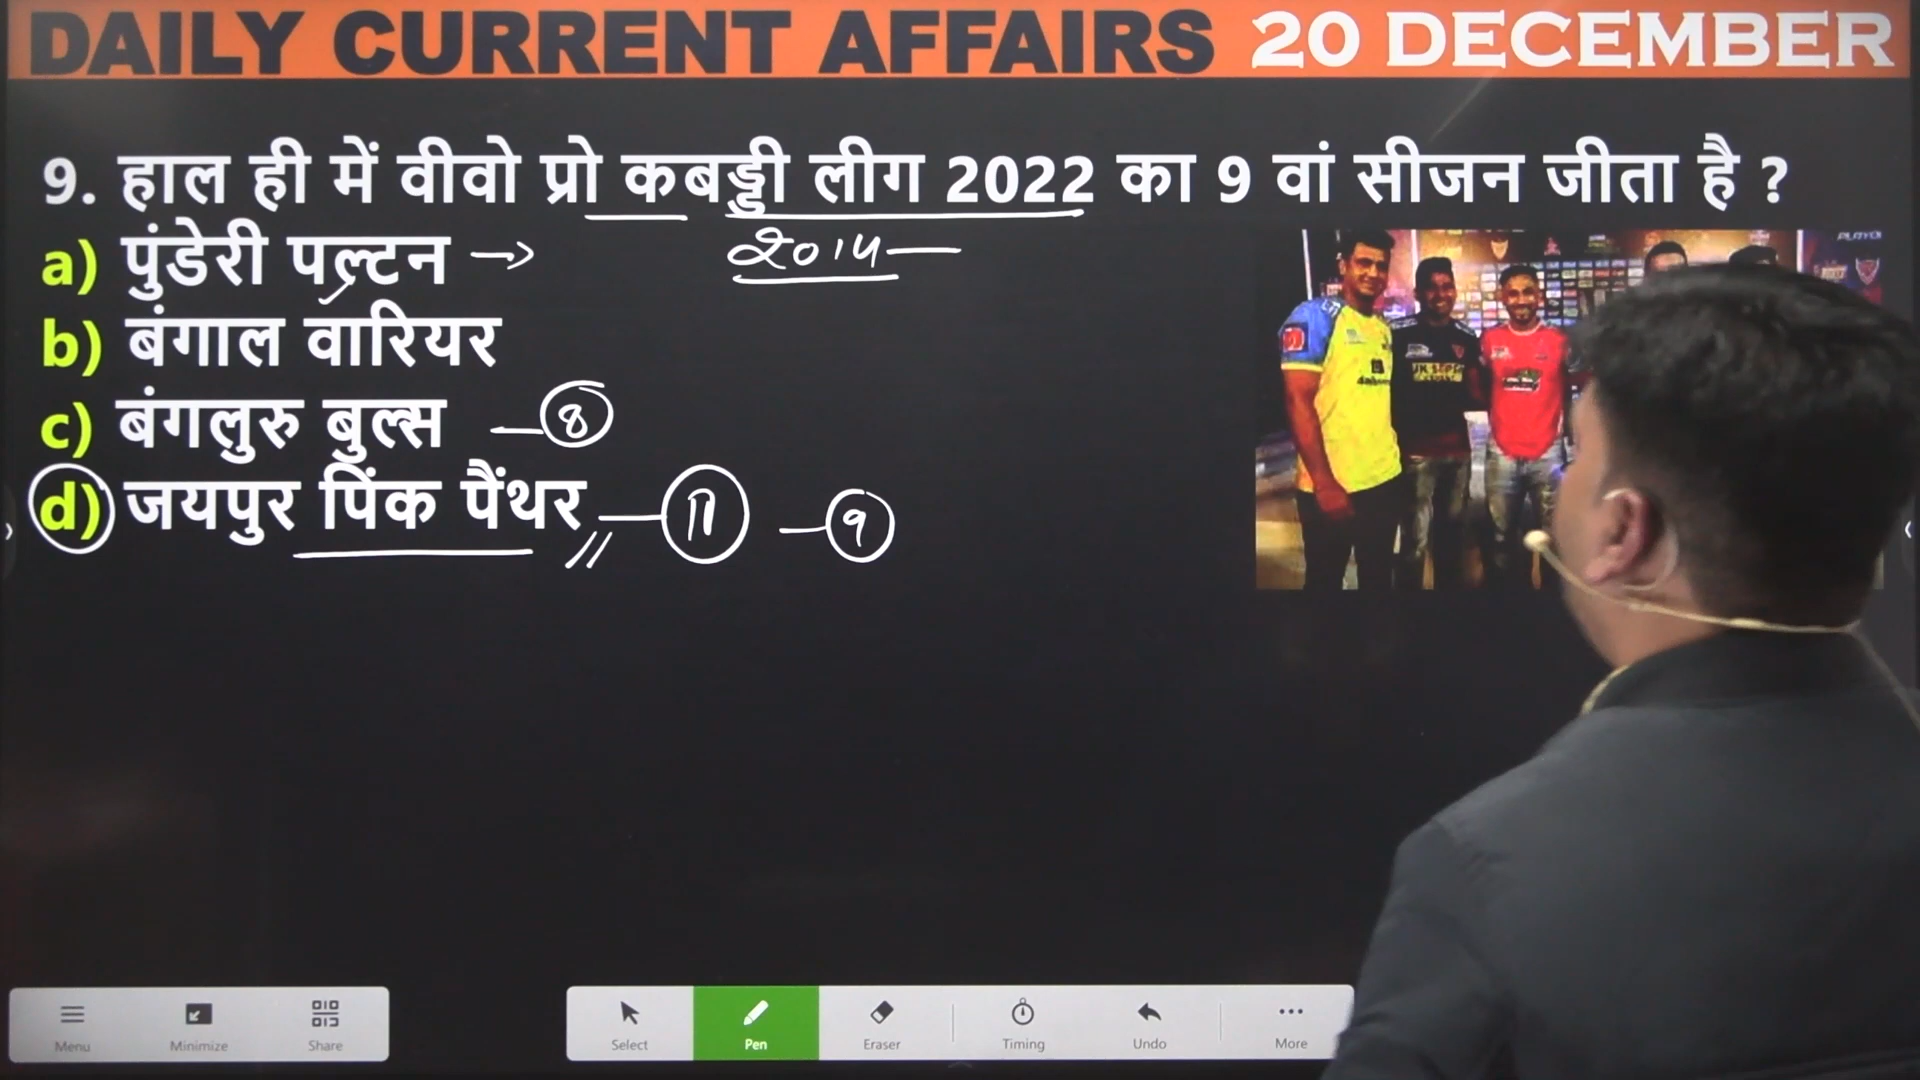 DAILY CURRENT AFFAIRS 20 DECEMBER
9. हाल ही में वीवो प्रो कबड्डी लीग 2022 का 9 वां सीजन जीता है ?
a) पुंडेरी पल्टन →
2014
b) बंगाल वारियर
c) बंगलुरु बुल्स – 8
d) जयपुर पिंक पैंथर – 11 – 9
Menu Minimize Share Select Pen Eraser Timing Undo More